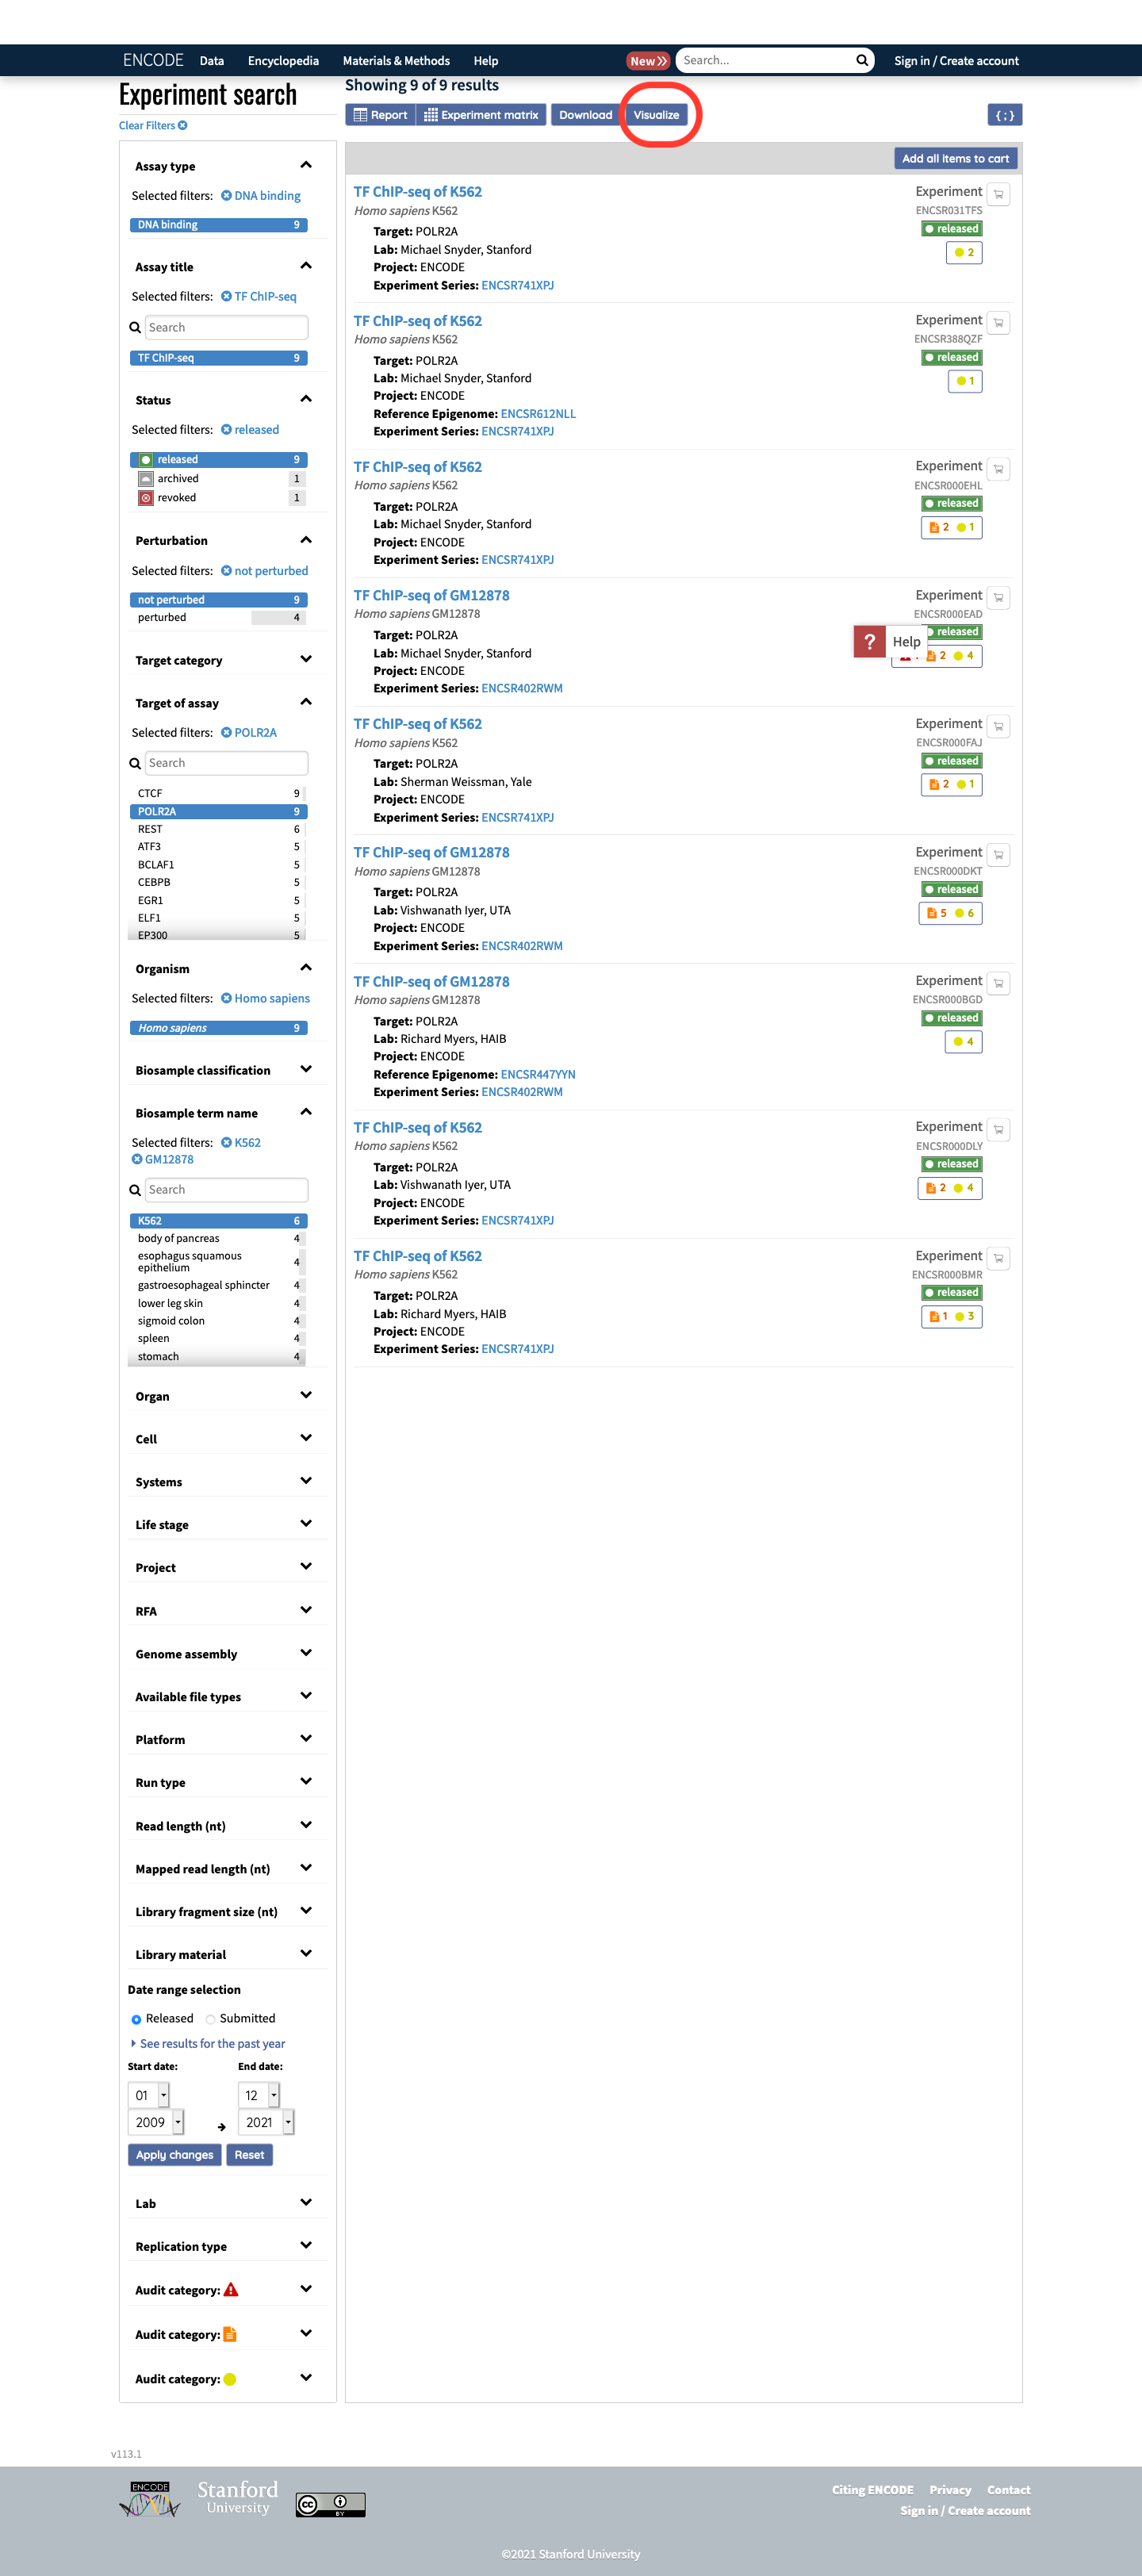 ENCODE Data Encyclopedia Materials & Methods Help New Search... Sign in / Create account
Experiment search
Clear Filters
Assay type
Selected filters: DNA binding
DNA binding 9
Assay title
Selected filters: TF ChIP-seq
Search
TF ChIP-seq 9
Status
Selected filters: released
released 9
archived 1
revoked 1
Perturbation
Selected filters: not perturbed
not perturbed 9
perturbed 4
Target category
Target of assay
Selected filters: POLR2A
Search
CTCF 9
POLR2A 9
REST 6
ATF3 5
BCLAF1 5
CEBPB 5
EGR1 5
ELF1 5
EP300 5
Organism
Selected filters: Homo sapiens
Homo sapiens 9
Biosample classification
Biosample term name
Selected filters: K562
GM12878
Search
K562 6
body of pancreas 4
esophagus squamous
epithelium 4
gastroesophageal sphincter 4
lower leg skin 4
sigmoid colon 4
spleen 4
stomach 4
Organ
Cell
Systems
Life stage
Project
RFA
Genome assembly
Available file types
Platform
Run type
Read length (nt)
Mapped read length (nt)
Library fragment size (nt)
Library material
Date range selection
Released Submitted
See results for the past year
Start date: End date:
01 12
2009 2021
Apply changes Reset
Lab
Replication type
Audit category:
Audit category:
Audit category:
Showing 9 of 9 results
Report Experiment matrix Download Visualize {;}
Add all items to cart
TF ChIP-seq of K562 Experiment
Homo sapiens K562 ENCSR031TFS
Target: POLR2A released
Lab: Michael Snyder, Stanford 2
Project: ENCODE
Experiment Series: ENCSR741XPJ
TF ChIP-seq of K562 Experiment
Homo sapiens K562 ENCSR388QZF
Target: POLR2A released
Lab: Michael Snyder, Stanford 1
Project: ENCODE
Reference Epigenome: ENCSR612NLL
Experiment Series: ENCSR741XPJ
TF ChIP-seq of K562 Experiment
Homo sapiens K562 ENCSR000EHL
Target: POLR2A released
Lab: Michael Snyder, Stanford 2 1
Project: ENCODE
Experiment Series: ENCSR741XPJ
TF ChIP-seq of GM12878 Experiment
Homo sapiens GM12878 ENCSR000EAD
Target: POLR2A released
? Help
Lab: Michael Snyder, Stanford 2 4
Project: ENCODE
Experiment Series: ENCSR402RWM
TF ChIP-seq of K562 Experiment
Homo sapiens K562 ENCSR000FAJ
Target: POLR2A released
Lab: Sherman Weissman, Yale 2 1
Project: ENCODE
Experiment Series: ENCSR741XPJ
TF ChIP-seq of GM12878 Experiment
Homo sapiens GM12878 ENCSR000DKT
Target: POLR2A released
Lab: Vishwanath Iyer, UTA 5 6
Project: ENCODE
Experiment Series: ENCSR402RWM
TF ChIP-seq of GM12878 Experiment
Homo sapiens GM12878 ENCSR000BGD
Target: POLR2A released
Lab: Richard Myers, HAIB 4
Project: ENCODE
Reference Epigenome: ENCSR447YYN
Experiment Series: ENCSR402RWM
TF ChIP-seq of K562 Experiment
Homo sapiens K562 ENCSR000DLY
Target: POLR2A released
Lab: Vishwanath Iyer, UTA 2 4
Project: ENCODE
Experiment Series: ENCSR741XPJ
TF ChIP-seq of K562 Experiment
Homo sapiens K562 ENCSR000BMR
Target: POLR2A released
Lab: Richard Myers, HAIB 1 3
Project: ENCODE
Experiment Series: ENCSR741XPJ
v113.1
ENCODE Stanford University CC BY
Citing ENCODE Privacy Contact
Sign in / Create account
©2021 Stanford University